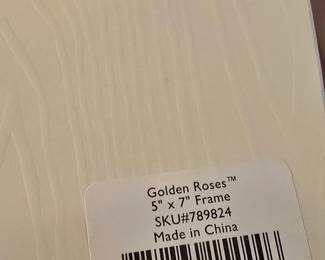 Golden Roses™
5" x 7" Frame
SKU#789824
Made in China